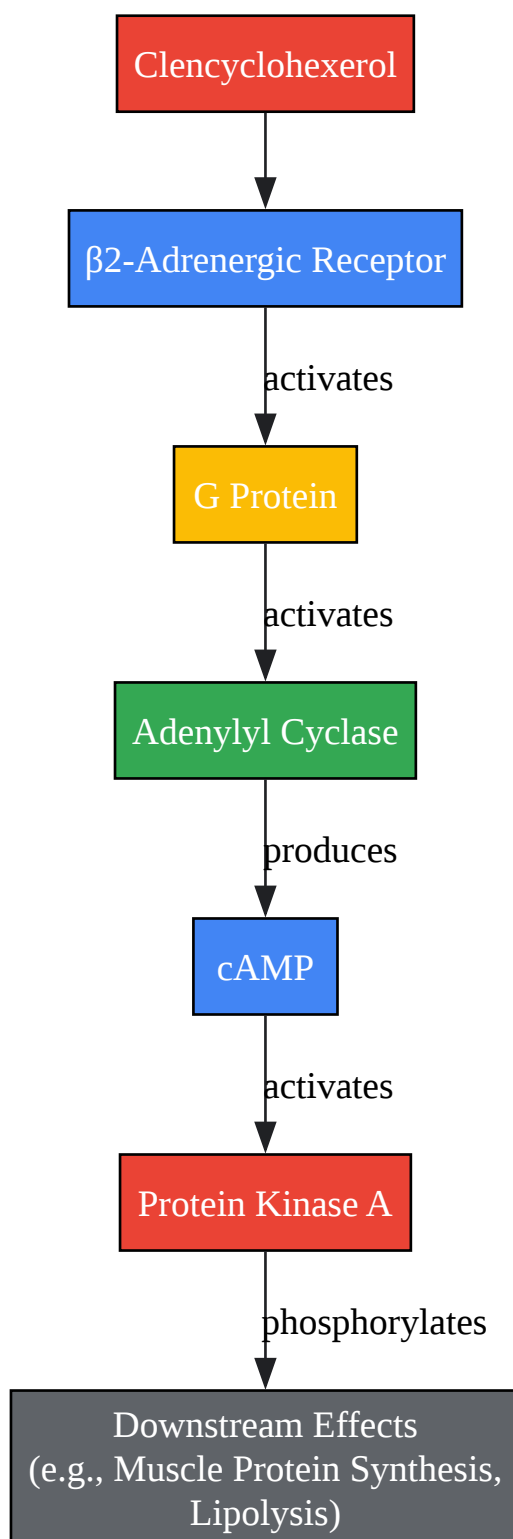 Clencyclohexerol
β2-Adrenergic Receptor
activates
G Protein
activates
Adenylyl Cyclase
produces
cAMP
activates
Protein Kinase A
phosphorylates
Downstream Effects
(e.g., Muscle Protein Synthesis,
Lipolysis)